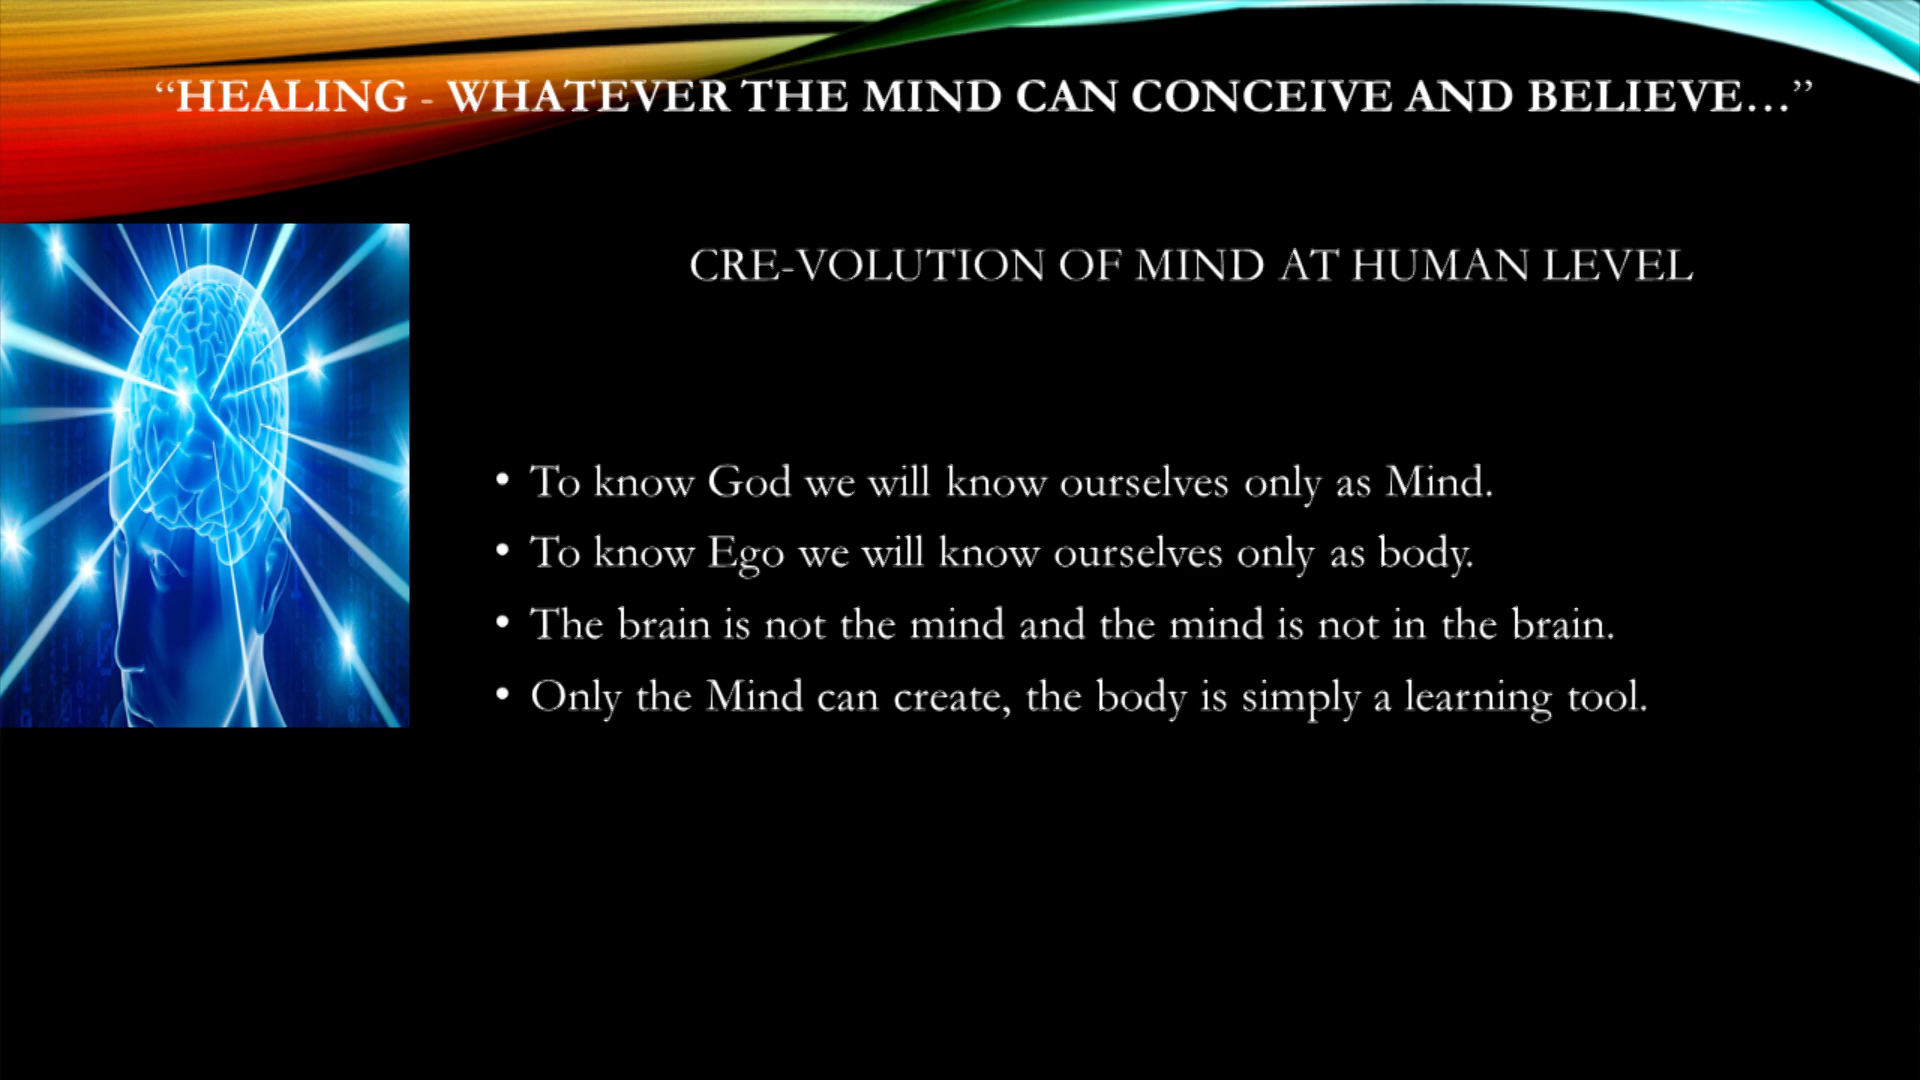 “HEALING - WHATEVER THE MIND CAN CONCEIVE AND BELIEVE…”
CRE-VOLUTION OF MIND AT HUMAN LEVEL
• To know God we will know ourselves only as Mind.
• To know Ego we will know ourselves only as body.
• The brain is not the mind and the mind is not in the brain.
• Only the Mind can create, the body is simply a learning tool.